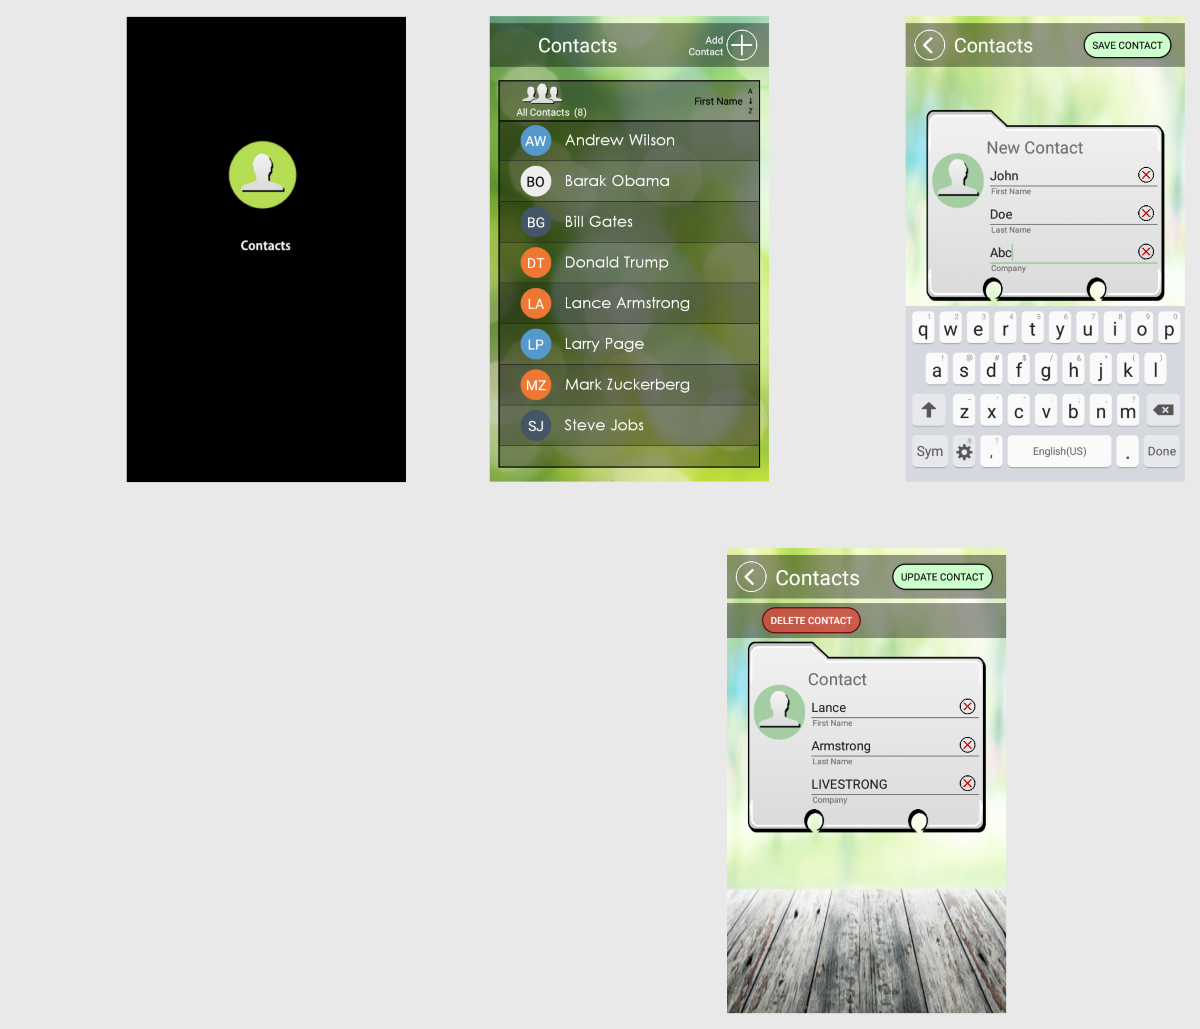 Contacts
Contacts
Add
Contact
All Contacts (8)
First Name
A
Z
AW Andrew Wilson
BO Barak Obama
BG Bill Gates
DT Donald Trump
LA Lance Armstrong
LP Larry Page
MZ Mark Zuckerberg
SJ Steve Jobs
Contacts
SAVE CONTACT
New Contact
John
First Name
Doe
Last Name
Abc
Company
1 2 3 4 5 6 7 8 9 0
q w e r t y u i o p
! @ # $ / & * ( )
a s d f g h j k l
- ' " : ; , ?
z x c v b n m
Sym , ? English(US) . Done
Contacts
UPDATE CONTACT
DELETE CONTACT
Contact
Lance
First Name
Armstrong
Last Name
LIVESTRONG
Company